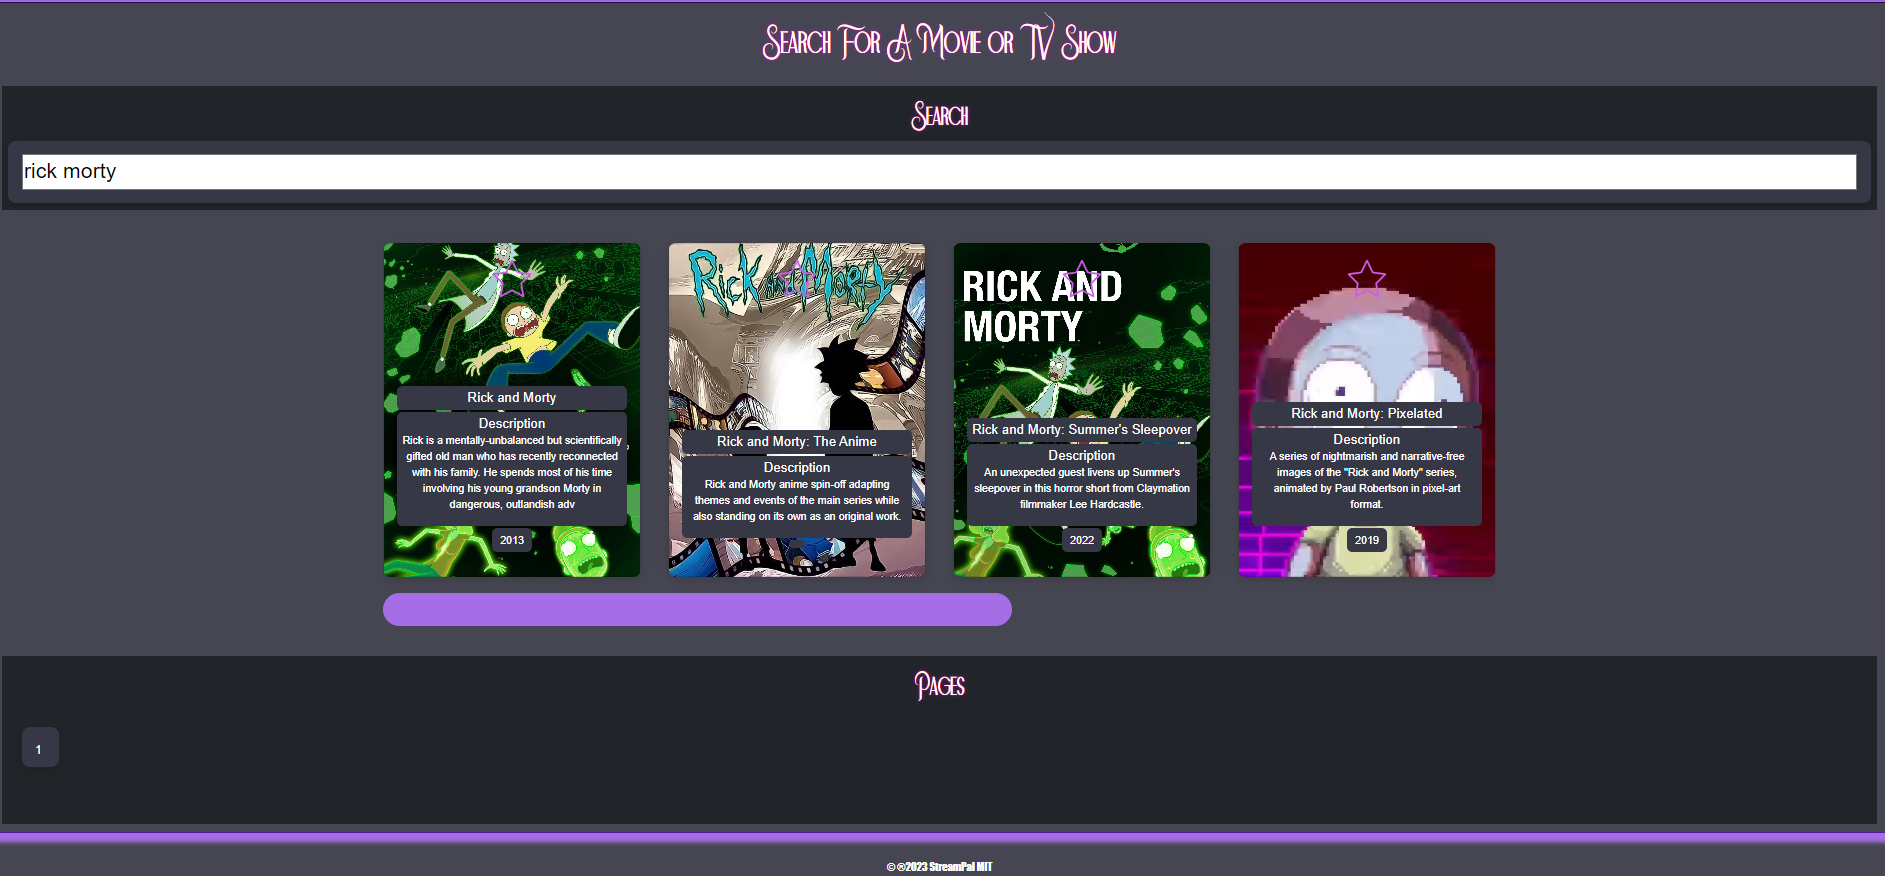 Search For A Movie or TV Show
Search
rick morty
Rick and Morty
Description
Rick is a mentally-unbalanced but scientifically
gifted old man who has recently reconnected
with his family. He spends most of his time
involving his young grandson Morty in
dangerous, outlandish adv
2013
Rick and Morty
Rick and Morty: The Anime
Description
Rick and Morty anime spin-off adapting
themes and events of the main series while
also standing on its own as an original work.
RICK AND
MORTY
Rick and Morty: Summer's Sleepover
Description
An unexpected guest livens up Summer's
sleepover in this horror short from Claymation
filmmaker Lee Hardcastle.
2022
Rick and Morty: Pixelated
Description
A series of nightmarish and narrative-free
images of the "Rick and Morty" series,
animated by Paul Robertson in pixel-art
format.
2019
Pages
1
© ®2023 StreamPal MIT